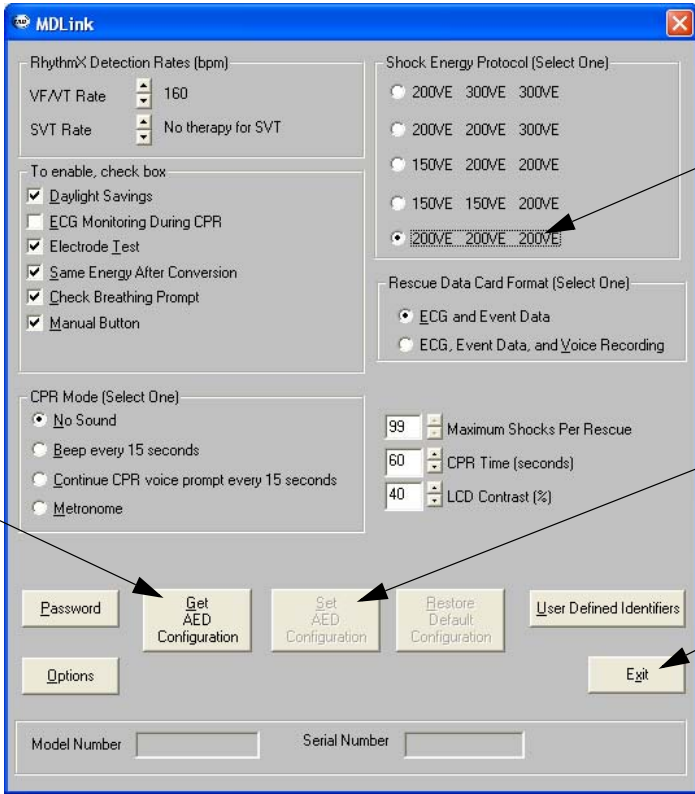 MDLink
RhythmX Detection Rates (bpm)
VF/VT Rate 160
SVT Rate No therapy for SVT
To enable, check box
Daylight Savings
ECG Monitoring During CPR
Electrode Test
Same Energy After Conversion
Check Breathing Prompt
Manual Button
CPR Mode (Select One)
No Sound
Beep every 15 seconds
Continue CPR voice prompt every 15 seconds
Metronome
Shock Energy Protocol (Select One)
200VE 300VE 300VE
200VE 200VE 300VE
150VE 200VE 200VE
150VE 150VE 200VE
200VE 200VE 200VE
Rescue Data Card Format (Select One)
ECG and Event Data
ECG, Event Data, and Voice Recording
99 Maximum Shocks Per Rescue
60 CPR Time (seconds)
40 LCD Contrast (%)
Password
Get
AED
Configuration
Set
AED
Configuration
Restore
Default
Configuration
User Defined Identifiers
Options
Exit
Model Number
Serial Number